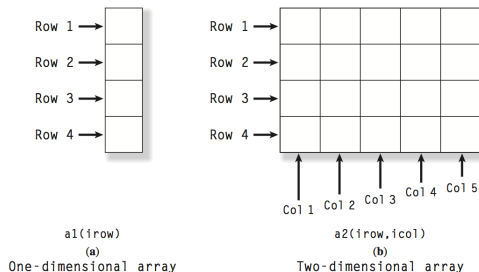 Row 1
Row 2
Row 3
Row 4
a1(irow)
(a)
One-dimensional array
Row 1
Row 2
Row 3
Row 4
Col 1 Col 2 Col 3 Col 4 Col 5
a2(irow,icol)
(b)
Two-dimensional array